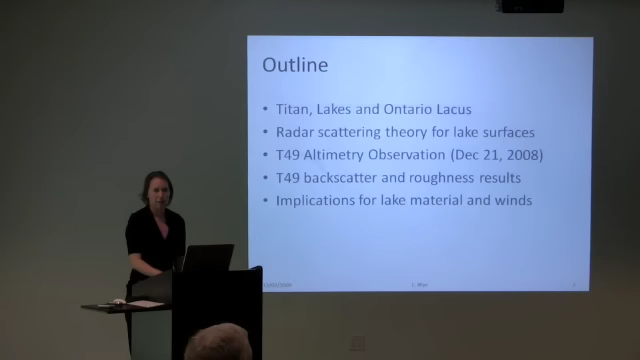 Outline
• Titan, Lakes and Ontario Lacus
• Radar scattering theory for lake surfaces
• T49 Altimetry Observation (Dec 21, 2008)
• T49 backscatter and roughness results
• Implications for lake material and winds